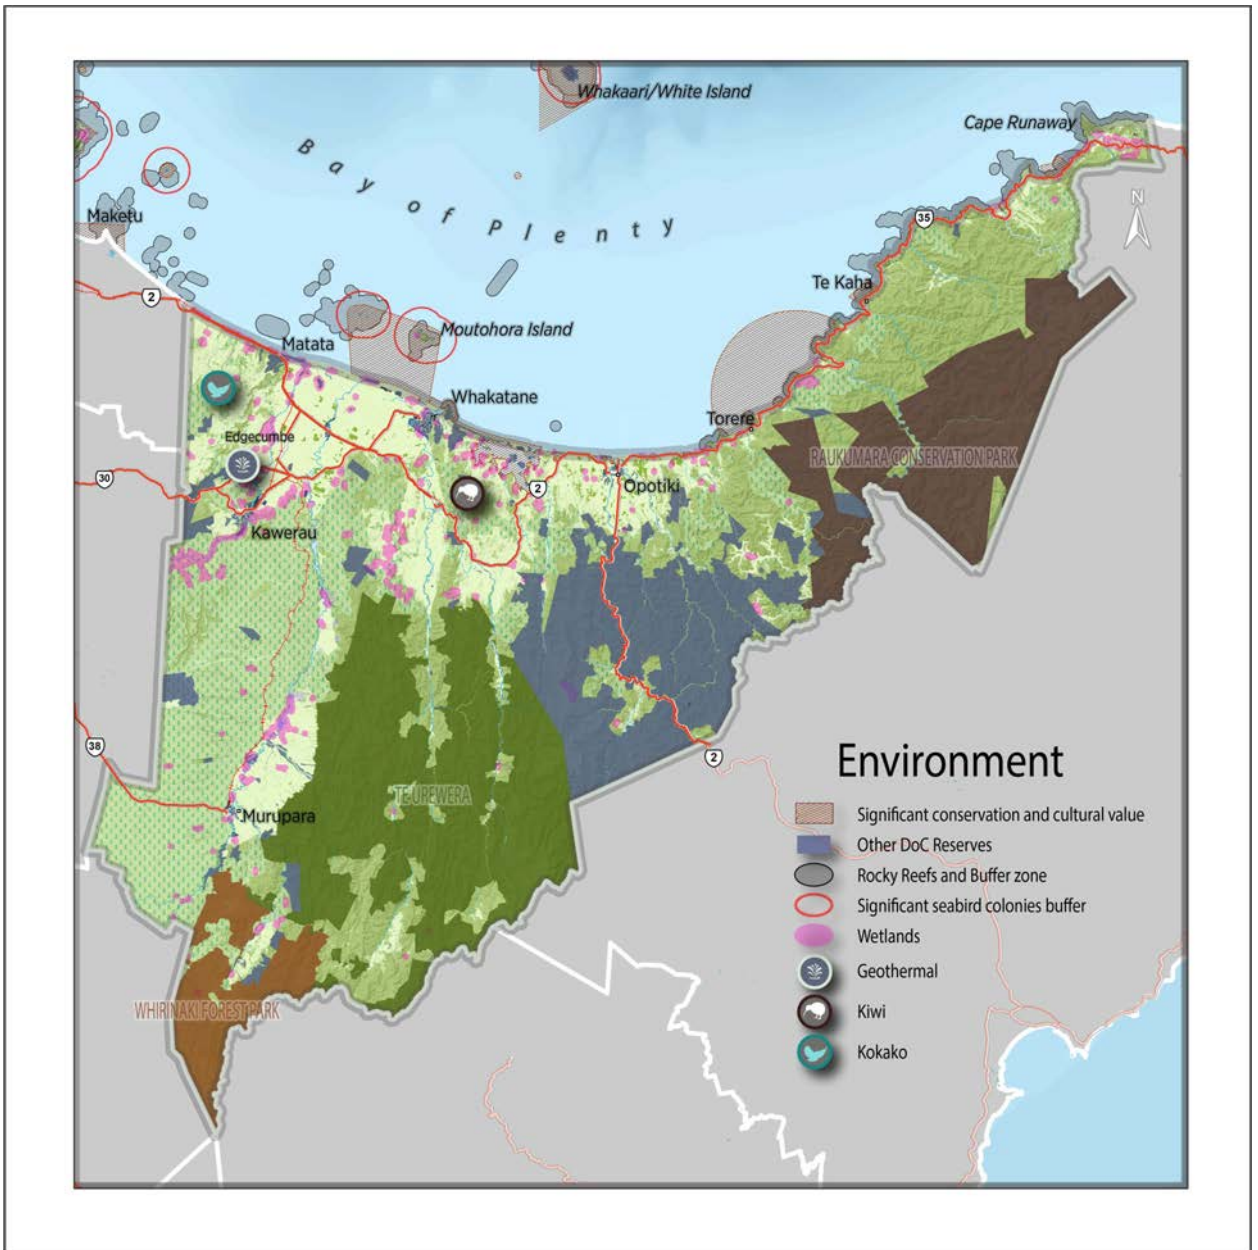 Whakaari/White Island
Cape Runaway
Bay of Plenty
N
Maketu
35
2
Te Kaha
Moutohora Island
Matata
Whakatane
Torere
Edgecumbe
RAUKUMARA CONSERVATION PARK
30
2
Opotiki
Kawerau
38
2
Environment
TE UREWERA
Murupara
Significant conservation and cultural value
Other DoC Reserves
Rocky Reefs and Buffer zone
Significant seabird colonies buffer
Wetlands
Geothermal
WHIRINAKI FOREST PARK
Kiwi
Kokako